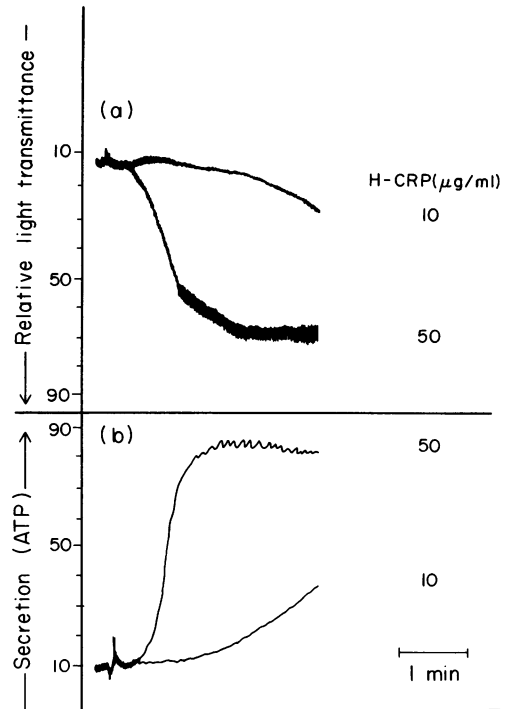 Relative light transmittance
(a)
10
50
90
H-CRP(μg/ml)
10
50
Secretion (ATP)
(b)
90
50
10
50
10
1 min